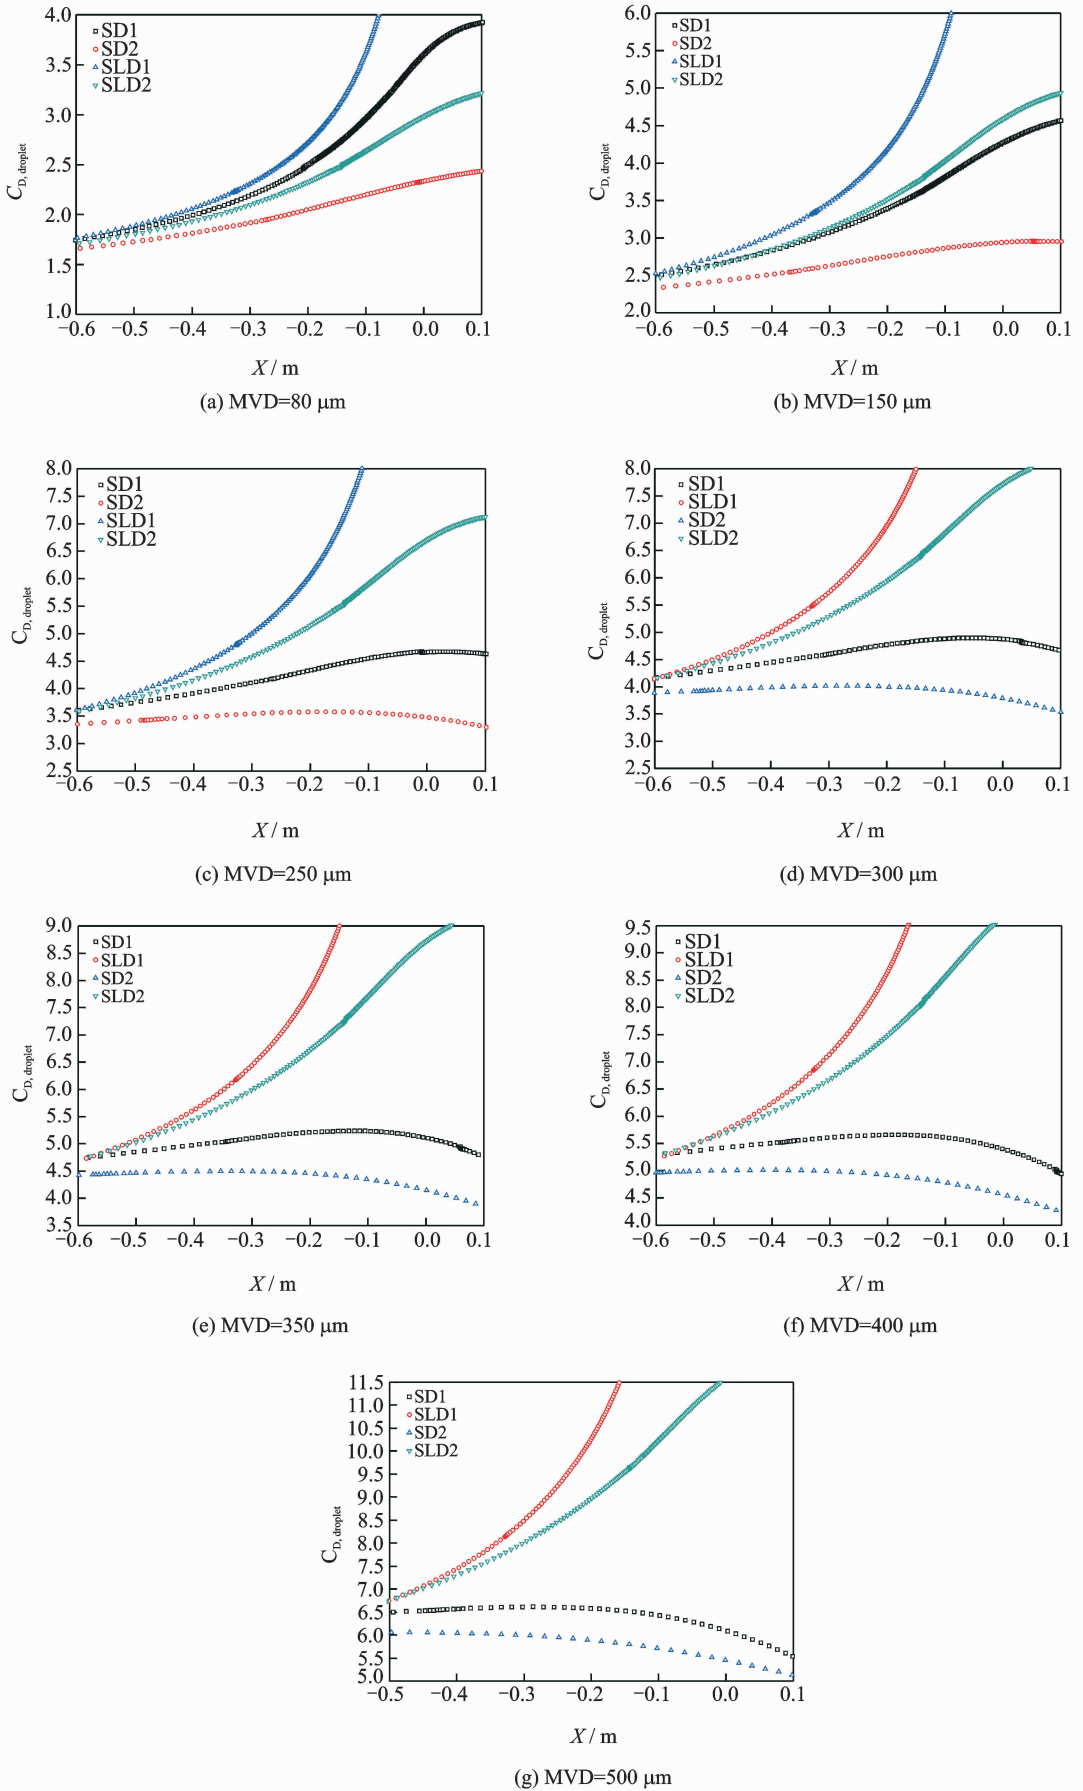 4.0
3.5
3.0
2.5
2.0
1.5
1.0
C_D, droplet
SD1
SD2
SLD1
SLD2
−0.6 −0.5 −0.4 −0.3 −0.2 −0.1 0.0 0.1
X / m
(a) MVD=80 μm
6.0
5.5
5.0
4.5
4.0
3.5
3.0
2.5
2.0
C_D, droplet
SD1
SD2
SLD1
SLD2
−0.6 −0.5 −0.4 −0.3 −0.2 −0.1 0.0 0.1
X / m
(b) MVD=150 μm
8.0
7.5
7.0
6.5
6.0
5.5
5.0
4.5
4.0
3.5
3.0
2.5
C_D, droplet
SD1
SD2
SLD1
SLD2
−0.6 −0.5 −0.4 −0.3 −0.2 −0.1 0.0 0.1
X / m
(c) MVD=250 μm
8.0
7.5
7.0
6.5
6.0
5.5
5.0
4.5
4.0
3.5
3.0
2.5
C_D, droplet
SD1
SLD1
SD2
SLD2
−0.6 −0.5 −0.4 −0.3 −0.2 −0.1 0.0 0.1
X / m
(d) MVD=300 μm
9.0
8.5
8.0
7.5
7.0
6.5
6.0
5.5
5.0
4.5
4.0
3.5
C_D, droplet
SD1
SLD1
SD2
SLD2
−0.6 −0.5 −0.4 −0.3 −0.2 −0.1 0.0 0.1
X / m
(e) MVD=350 μm
9.5
9.0
8.5
8.0
7.5
7.0
6.5
6.0
5.5
5.0
4.5
4.0
C_D, droplet
SD1
SLD1
SD2
SLD2
−0.6 −0.5 −0.4 −0.3 −0.2 −0.1 0.0 0.1
X / m
(f) MVD=400 μm
11.5
11.0
10.5
10.0
9.5
9.0
8.5
8.0
7.5
7.0
6.5
6.0
5.5
5.0
C_D, droplet
SD1
SLD1
SD2
SLD2
−0.5 −0.4 −0.3 −0.2 −0.1 0.0 0.1
X / m
(g) MVD=500 μm